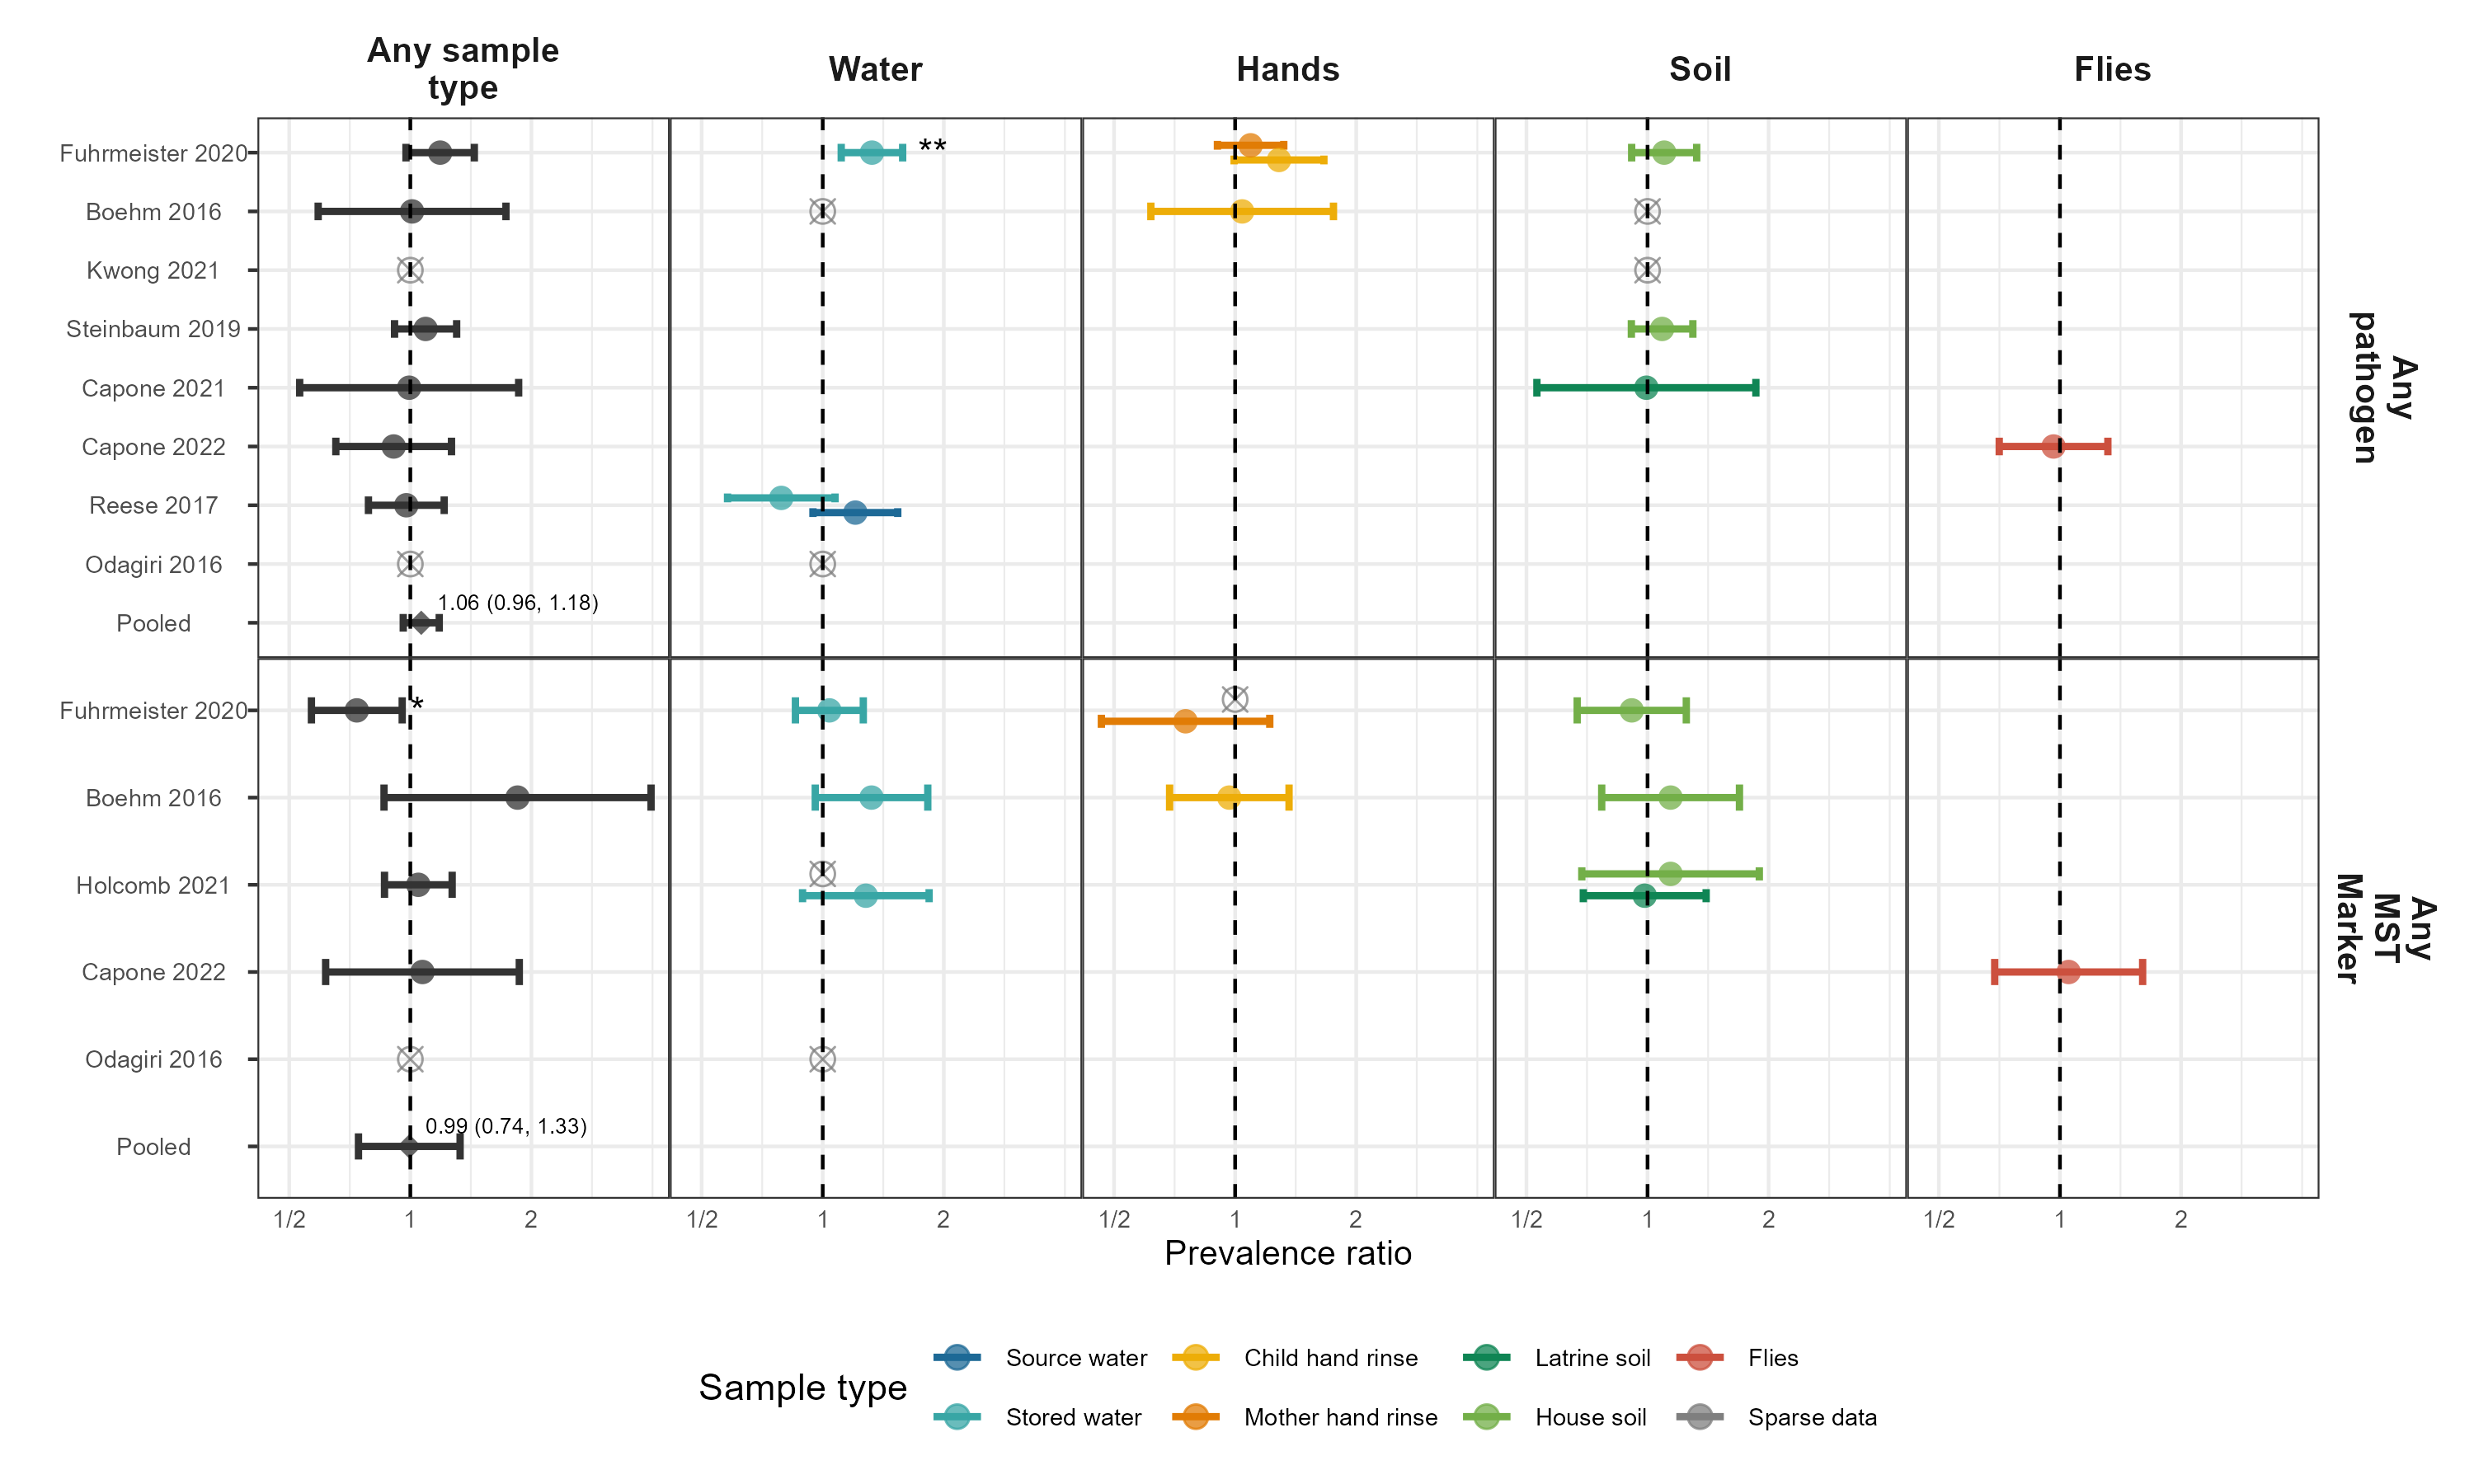 Any sample
type
Water
Hands
Soil
Flies
Fuhrmeister 2020
**
Boehm 2016
Kwong 2021
Steinbaum 2019
Capone 2021
Capone 2022
Reese 2017
Odagiri 2016
1.06 (0.96, 1.18)
Pooled
Any
pathogen
Fuhrmeister 2020
*
Boehm 2016
Holcomb 2021
Capone 2022
Odagiri 2016
0.99 (0.74, 1.33)
Pooled
Any
MST
Marker
1/2 1 2
1/2 1 2
1/2 1 2
1/2 1 2
1/2 1 2
Prevalence ratio
Sample type
Source water
Stored water
Child hand rinse
Mother hand rinse
Latrine soil
House soil
Flies
Sparse data